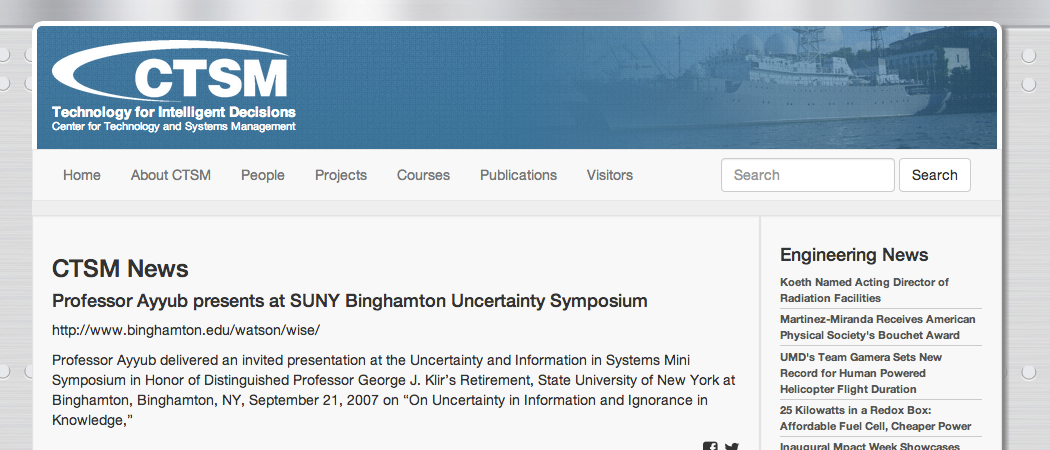 CTSM
Technology for Intelligent Decisions
Center for Technology and Systems Management
Home About CTSM People Projects Courses Publications Visitors Search Search
CTSM News
Professor Ayyub presents at SUNY Binghamton Uncertainty Symposium
http://www.binghamton.edu/watson/wise/
Professor Ayyub delivered an invited presentation at the Uncertainty and Information in Systems Mini
Symposium in Honor of Distinguished Professor George J. Klir’s Retirement, State University of New York at
Binghamton, Binghamton, NY, September 21, 2007 on “On Uncertainty in Information and Ignorance in
Knowledge,”
Engineering News
Koeth Named Acting Director of
Radiation Facilities
Martinez-Miranda Receives American
Physical Society's Bouchet Award
UMD's Team Gamera Sets New
Record for Human Powered
Helicopter Flight Duration
25 Kilowatts in a Redox Box:
Affordable Fuel Cell, Cheaper Power
Inaugural Mpact Week Showcases